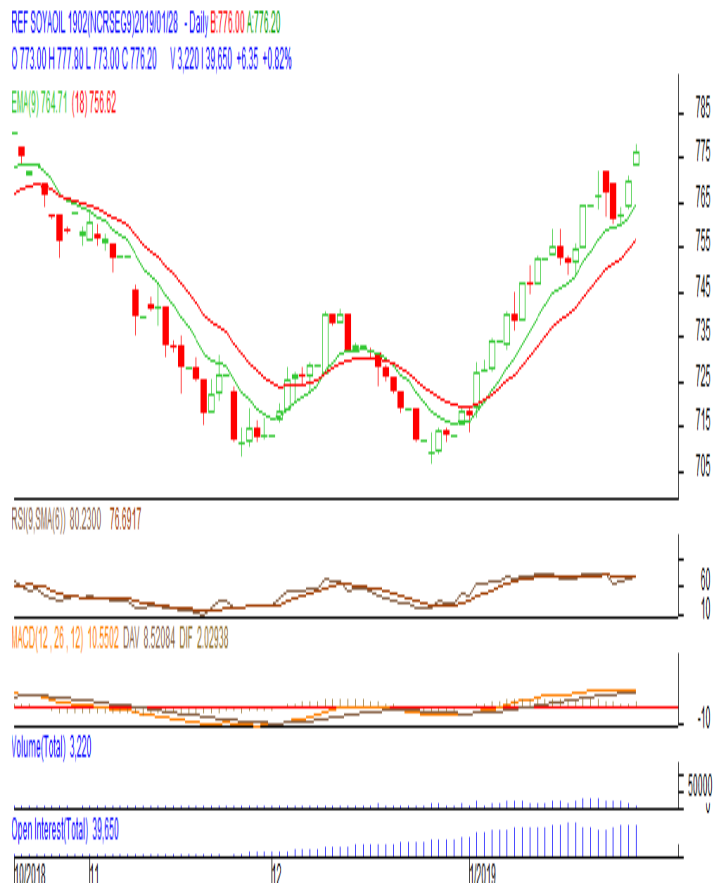 REF SOYAOIL 1902(NCRSEG9)2019/01/28 - Daily B:776.00 A:776.20
O 773.00 H 777.80 L 773.00 C 776.20 V 3,220 I 39,650 +6.35 +0.82%
EMA(9) 764.71 (18) 756.62
785
775
765
755
745
735
725
715
705
RSI(9,SMA(6)) 80.2300 76.6917
60
10
MACD(12 , 26 , 12) 10.5502 DAV 8.52084 DIF 2.02938
-10
Volume(Total) 3,220
50000
0
Open Interest(Total) 39,650
10/2018 11 12 1/2019